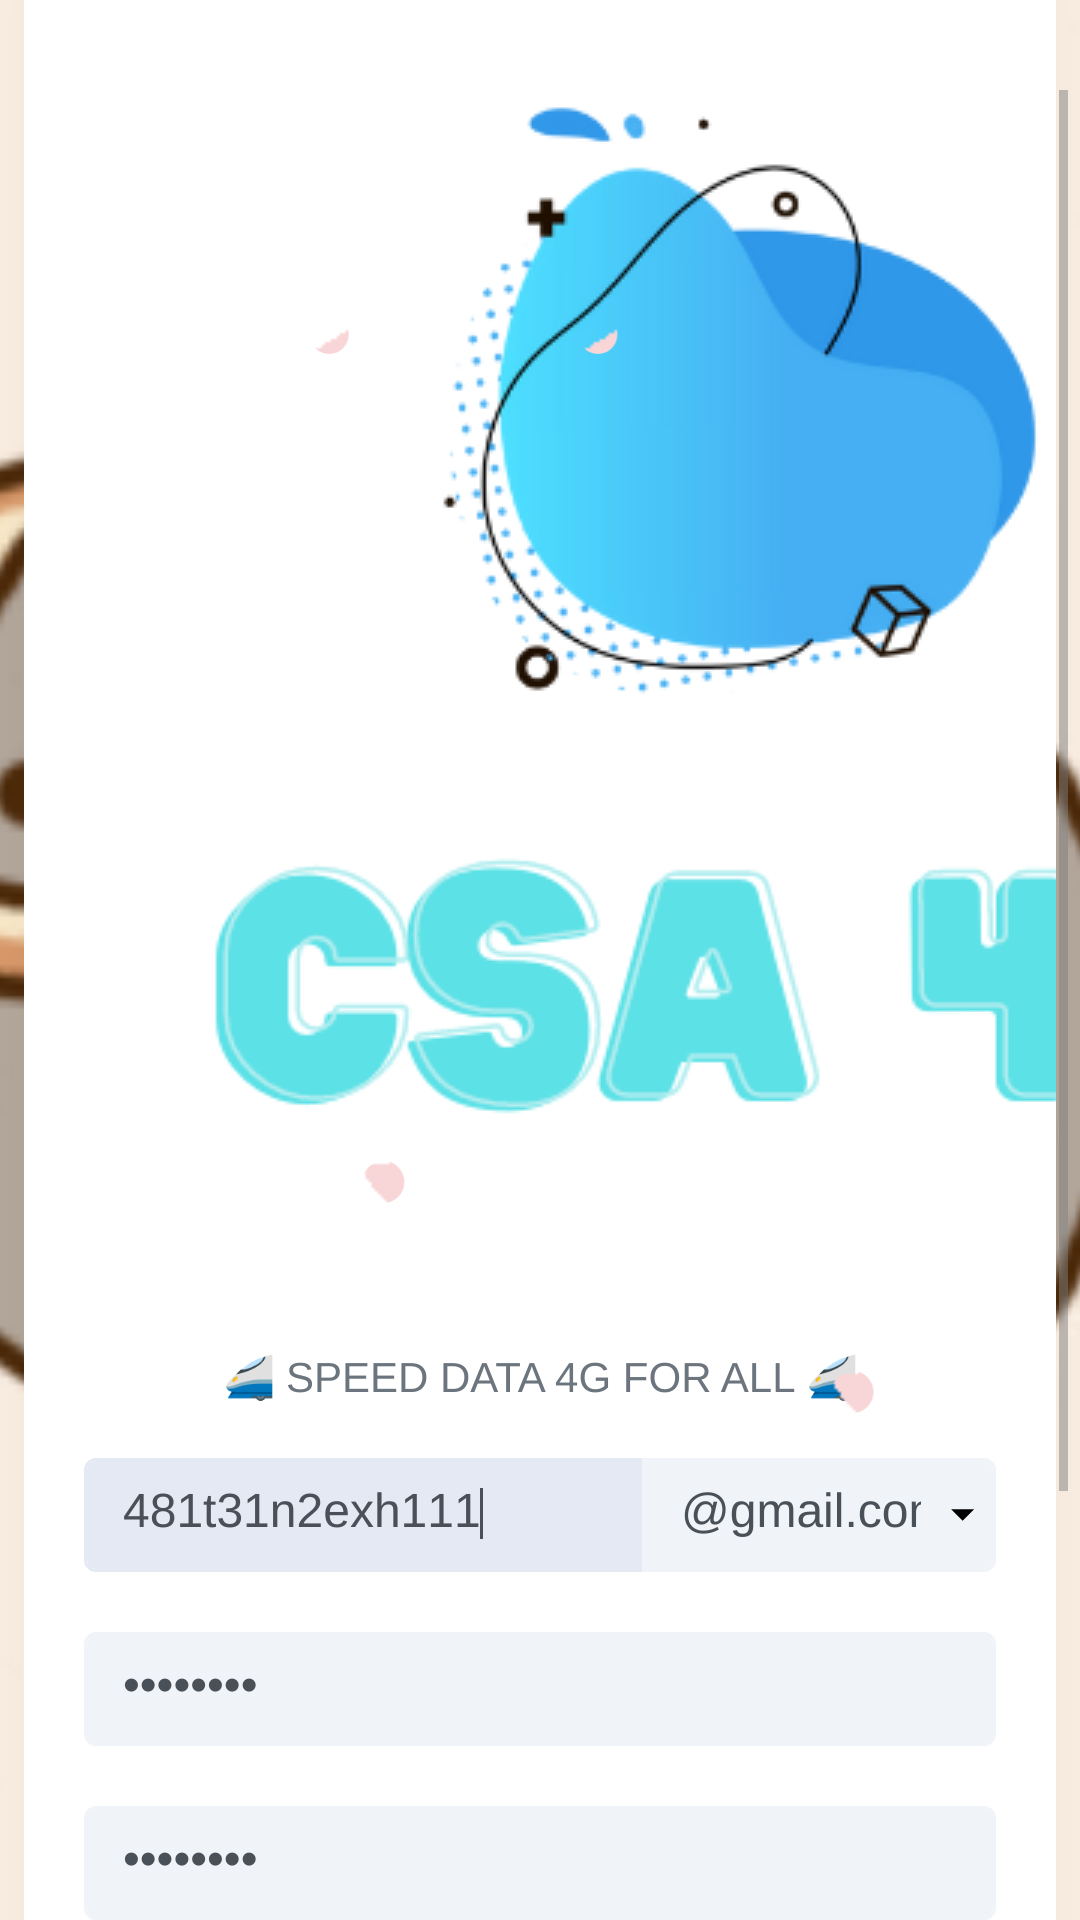 CSA 4
🚄 SPEED DATA 4G FOR ALL 🚄
481t31n2exh111 @gmail.cor
••••••••
••••••••